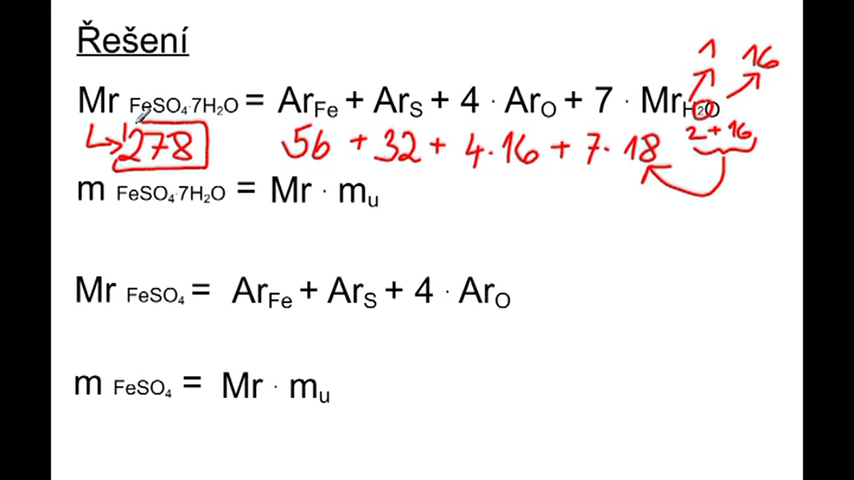 Řešení
1 16
Mr FeSO₄·7H₂O = ArFe + ArS + 4 · ArO + 7 · MrH₂O
2+16
278 56 + 32 + 4·16 + 7·18
m FeSO₄·7H₂O = Mr · mu
Mr FeSO₄ = ArFe + ArS + 4 · ArO
m FeSO₄ = Mr · mu